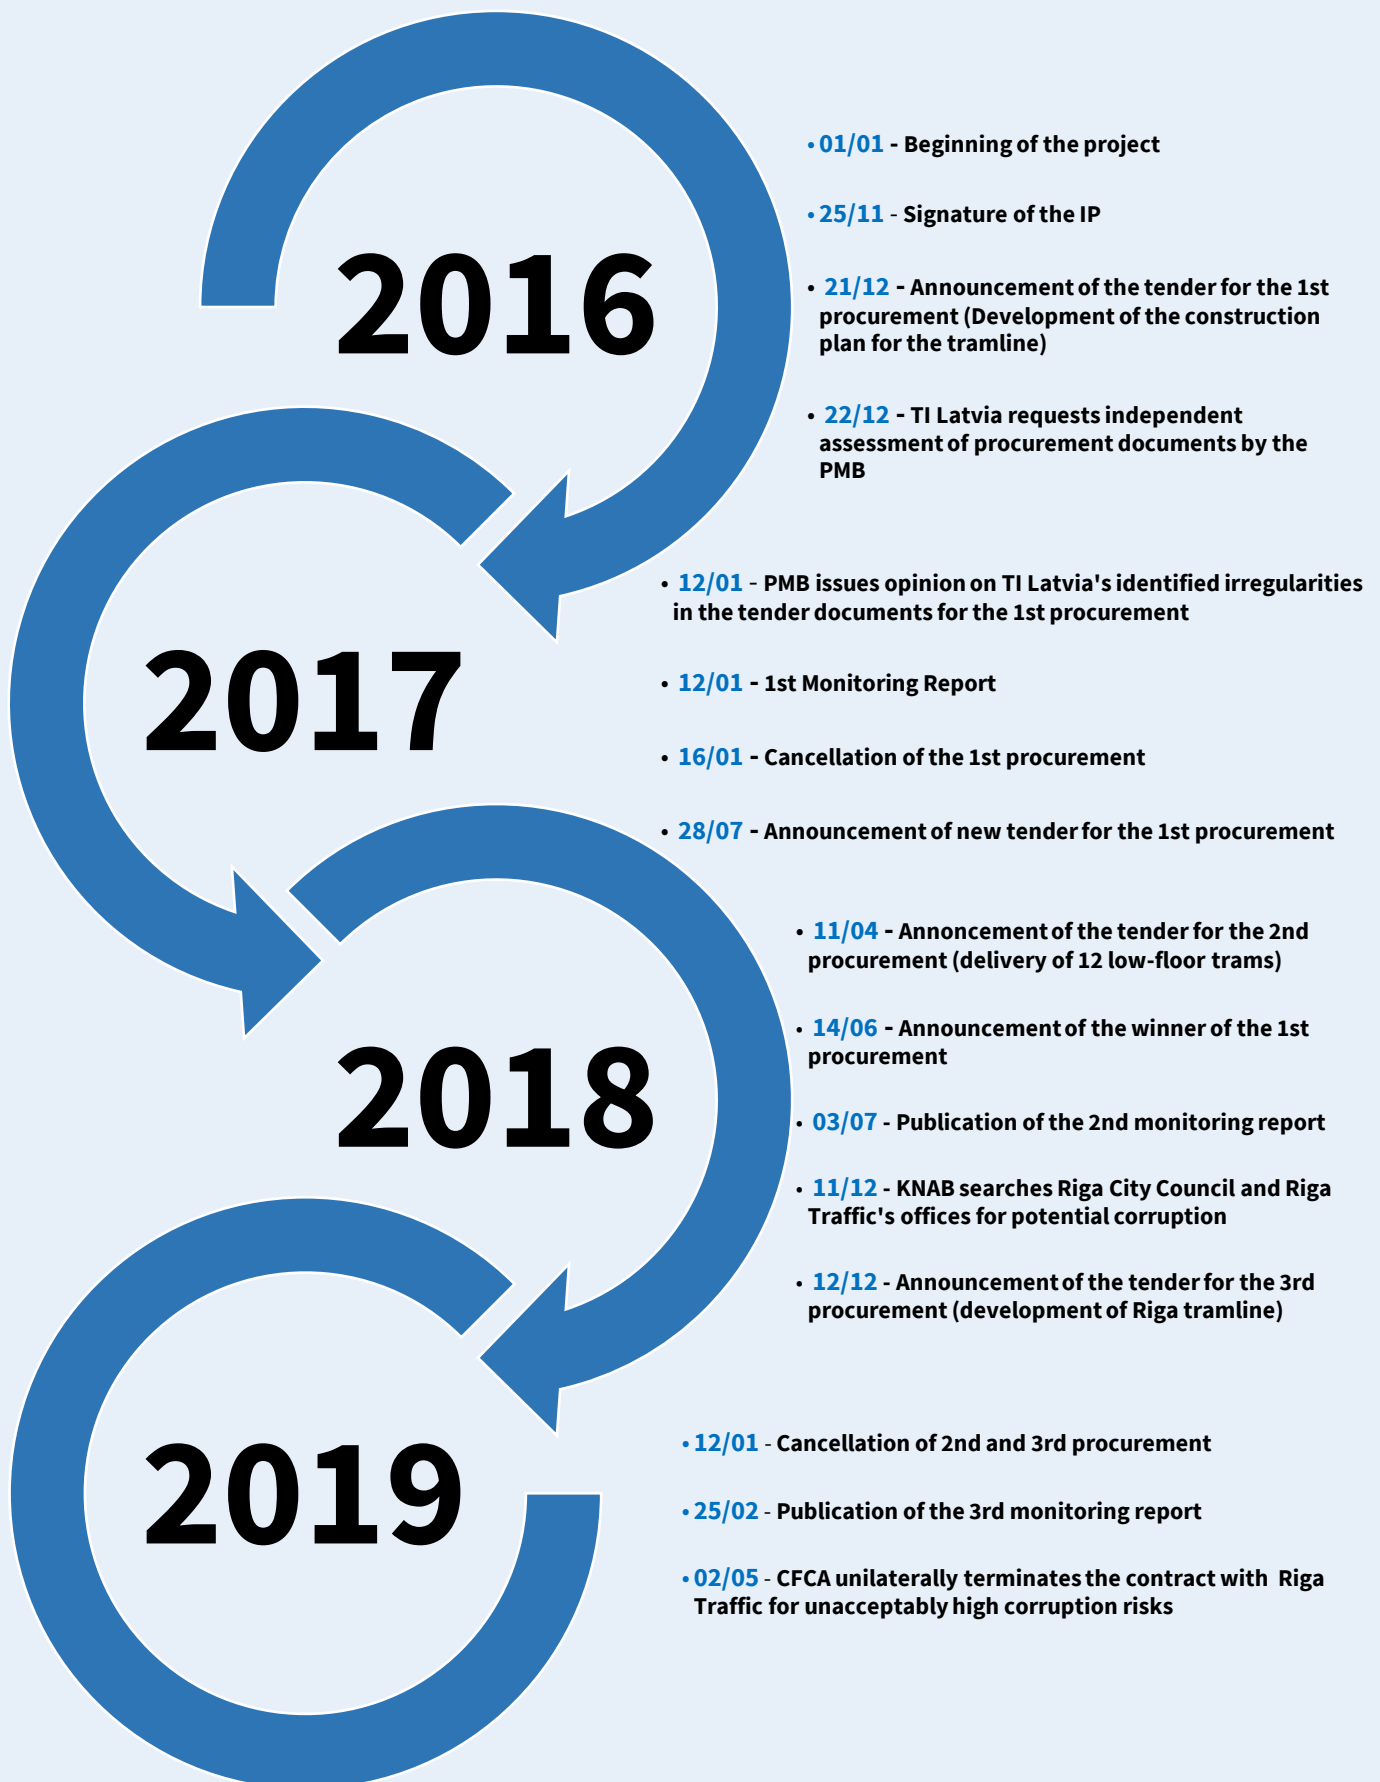 2016
• 01/01 - Beginning of the project
• 25/11 - Signature of the IP
• 21/12 - Announcement of the tender for the 1st
procurement (Development of the construction
plan for the tramline)
• 22/12 - TI Latvia requests independent
assessment of procurement documents by the
PMB
2017
• 12/01 - PMB issues opinion on TI Latvia's identified irregularities
in the tender documents for the 1st procurement
• 12/01 - 1st Monitoring Report
• 16/01 - Cancellation of the 1st procurement
• 28/07 - Announcement of new tender for the 1st procurement
2018
• 11/04 - Annoncement of the tender for the 2nd
procurement (delivery of 12 low-floor trams)
• 14/06 - Announcement of the winner of the 1st
procurement
• 03/07 - Publication of the 2nd monitoring report
• 11/12 - KNAB searches Riga City Council and Riga
Traffic's offices for potential corruption
• 12/12 - Announcement of the tender for the 3rd
procurement (development of Riga tramline)
2019
• 12/01 - Cancellation of 2nd and 3rd procurement
• 25/02 - Publication of the 3rd monitoring report
• 02/05 - CFCA unilaterally terminates the contract with Riga
Traffic for unacceptably high corruption risks